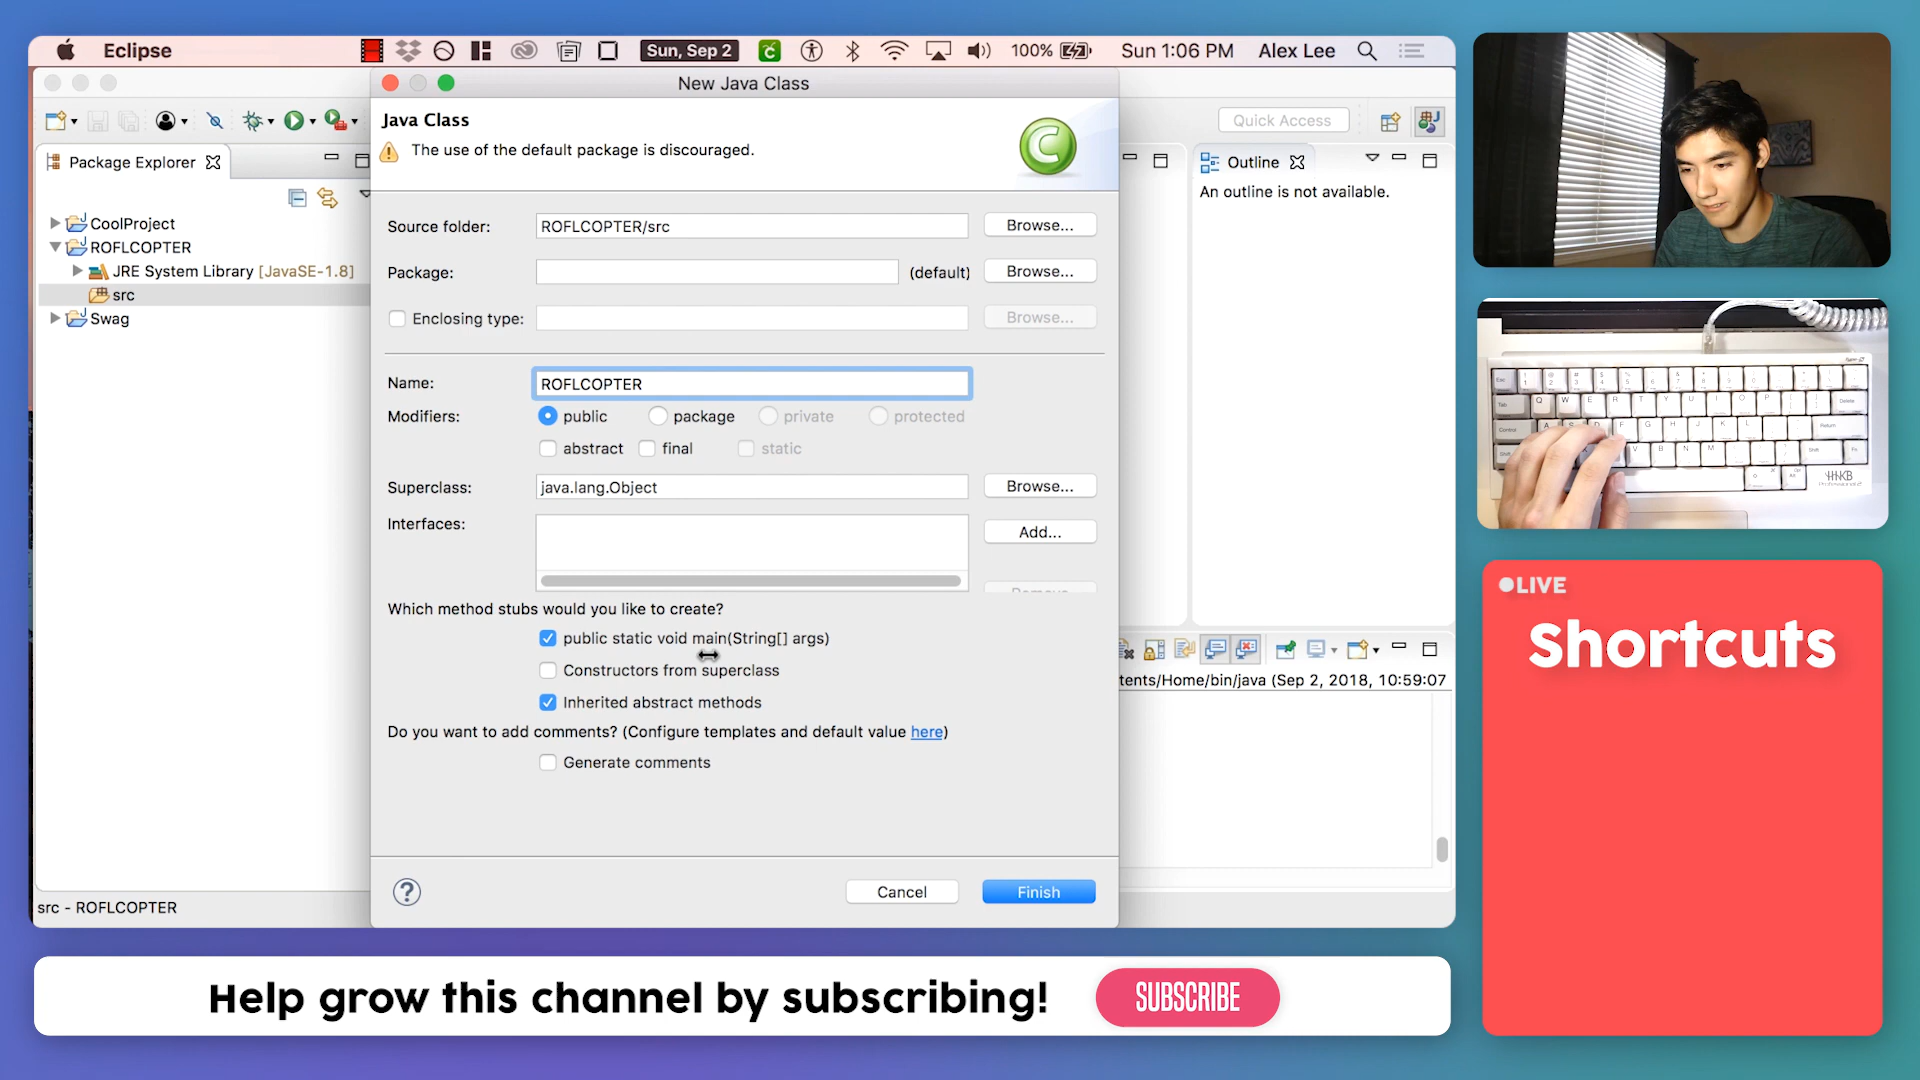 Eclipse
Sun, Sep 2
100%
Sun 1:06 PM
Alex Lee
New Java Class
Java Class
The use of the default package is discouraged.
Quick Access
Package Explorer
Outline
An outline is not available.
CoolProject
ROFLCOPTER
JRE System Library [JavaSE-1.8]
src
Swag
Source folder:
ROFLCOPTER/src
Browse...
Package:
(default)
Browse...
Enclosing type:
Browse...
Name:
ROFLCOPTER
Modifiers:
public
package
private
protected
abstract
final
static
Superclass:
java.lang.Object
Browse...
Interfaces:
Add...
Which method stubs would you like to create?
public static void main(String[] args)
Constructors from superclass
Inherited abstract methods
Do you want to add comments? (Configure templates and default value here)
Generate comments
Cancel
Finish
tents/Home/bin/java (Sep 2, 2018, 10:59:07
src - ROFLCOPTER
LIVE
Shortcuts
HHKB
Professional
Help grow this channel by subscribing!
SUBSCRIBE